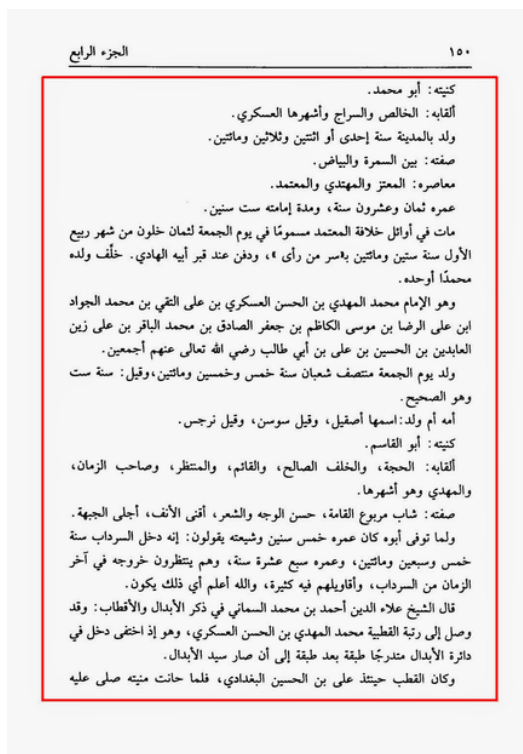 ١٥٠
الجزء الرابع
كنيته: أبو محمد.
ألقابه: الخالص والسراج وأشهرها العسكري.
ولد بالمدينة سنة إحدى أو اثنتين وثلاثين ومائتين.
صفته: بين السمرة والبياض.
معاصره: المعتز والمهتدي والمعتمد.
عمره ثمان وعشرون سنة، ومدة إمامته ست سنين.
مات في أوائل خلافة المعتمد مسمومًا في يوم الجمعة لثمان خلون من شهر ربيع
الأول سنة ستين ومائتين بـ«سر من رأى »، ودفن عند قبر أبيه الهادي. خلَّف ولده
محمدًا أوحده.
وهو الإمام محمد المهدي بن الحسن العسكري بن على التقي بن محمد الجواد
ابن على الرضا بن موسى الكاظم بن جعفر الصادق بن محمد الباقر بن على زين
العابدين بن الحسين بن على بن أبي طالب رضي الله تعالى عنهم أجمعين.
ولد يوم الجمعة منتصف شعبان سنة خمس وخمسين ومائتين،وقيل: سنة ست
وهو الصحيح.
أمه أم ولد:اسمها أصقيل، وقيل سوسن، وقيل نرجس.
كنيته: أبو القاسم.
ألقابه: الحجة، والخلف الصالح، والقائم، والمنتظر، وصاحب الزمان،
والمهدي وهو أشهرها.
صفته: شاب مربوع القامة، حسن الوجه والشعر، أقنى الأنف، أجلى الجبهة.
ولما توفى أبوه كان عمره خمس سنين وشيعته يقولون: إنه دخل السرداب سنة
خمس وسبعين ومائتين، وعمره سبع عشرة سنة، وهم ينتظرون خروجه في آخر
الزمان من السرداب، وأقاويلهم فيه كثيرة، والله أعلم أي ذلك يكون.
قال الشيخ علاء الدين أحمد بن محمد السماني في ذكر الأبدال والأقطاب: وقد
وصل إلى رتبة القطبية محمد المهدي بن الحسن العسكري، وهو إذ اختفى دخل في
دائرة الأبدال متدرجًا طبقة بعد طبقة إلى أن صار سيد الأبدال.
وكان القطب حينئذ على بن الحسين البغدادي، فلما حانت منيته صلى عليه